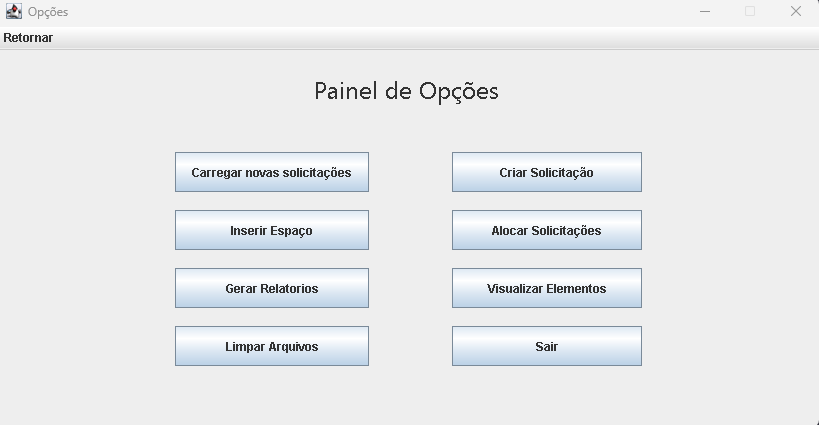 Opções
Retornar
Painel de Opções
Carregar novas solicitações
Criar Solicitação
Inserir Espaço
Alocar Solicitações
Gerar Relatorios
Visualizar Elementos
Limpar Arquivos
Sair